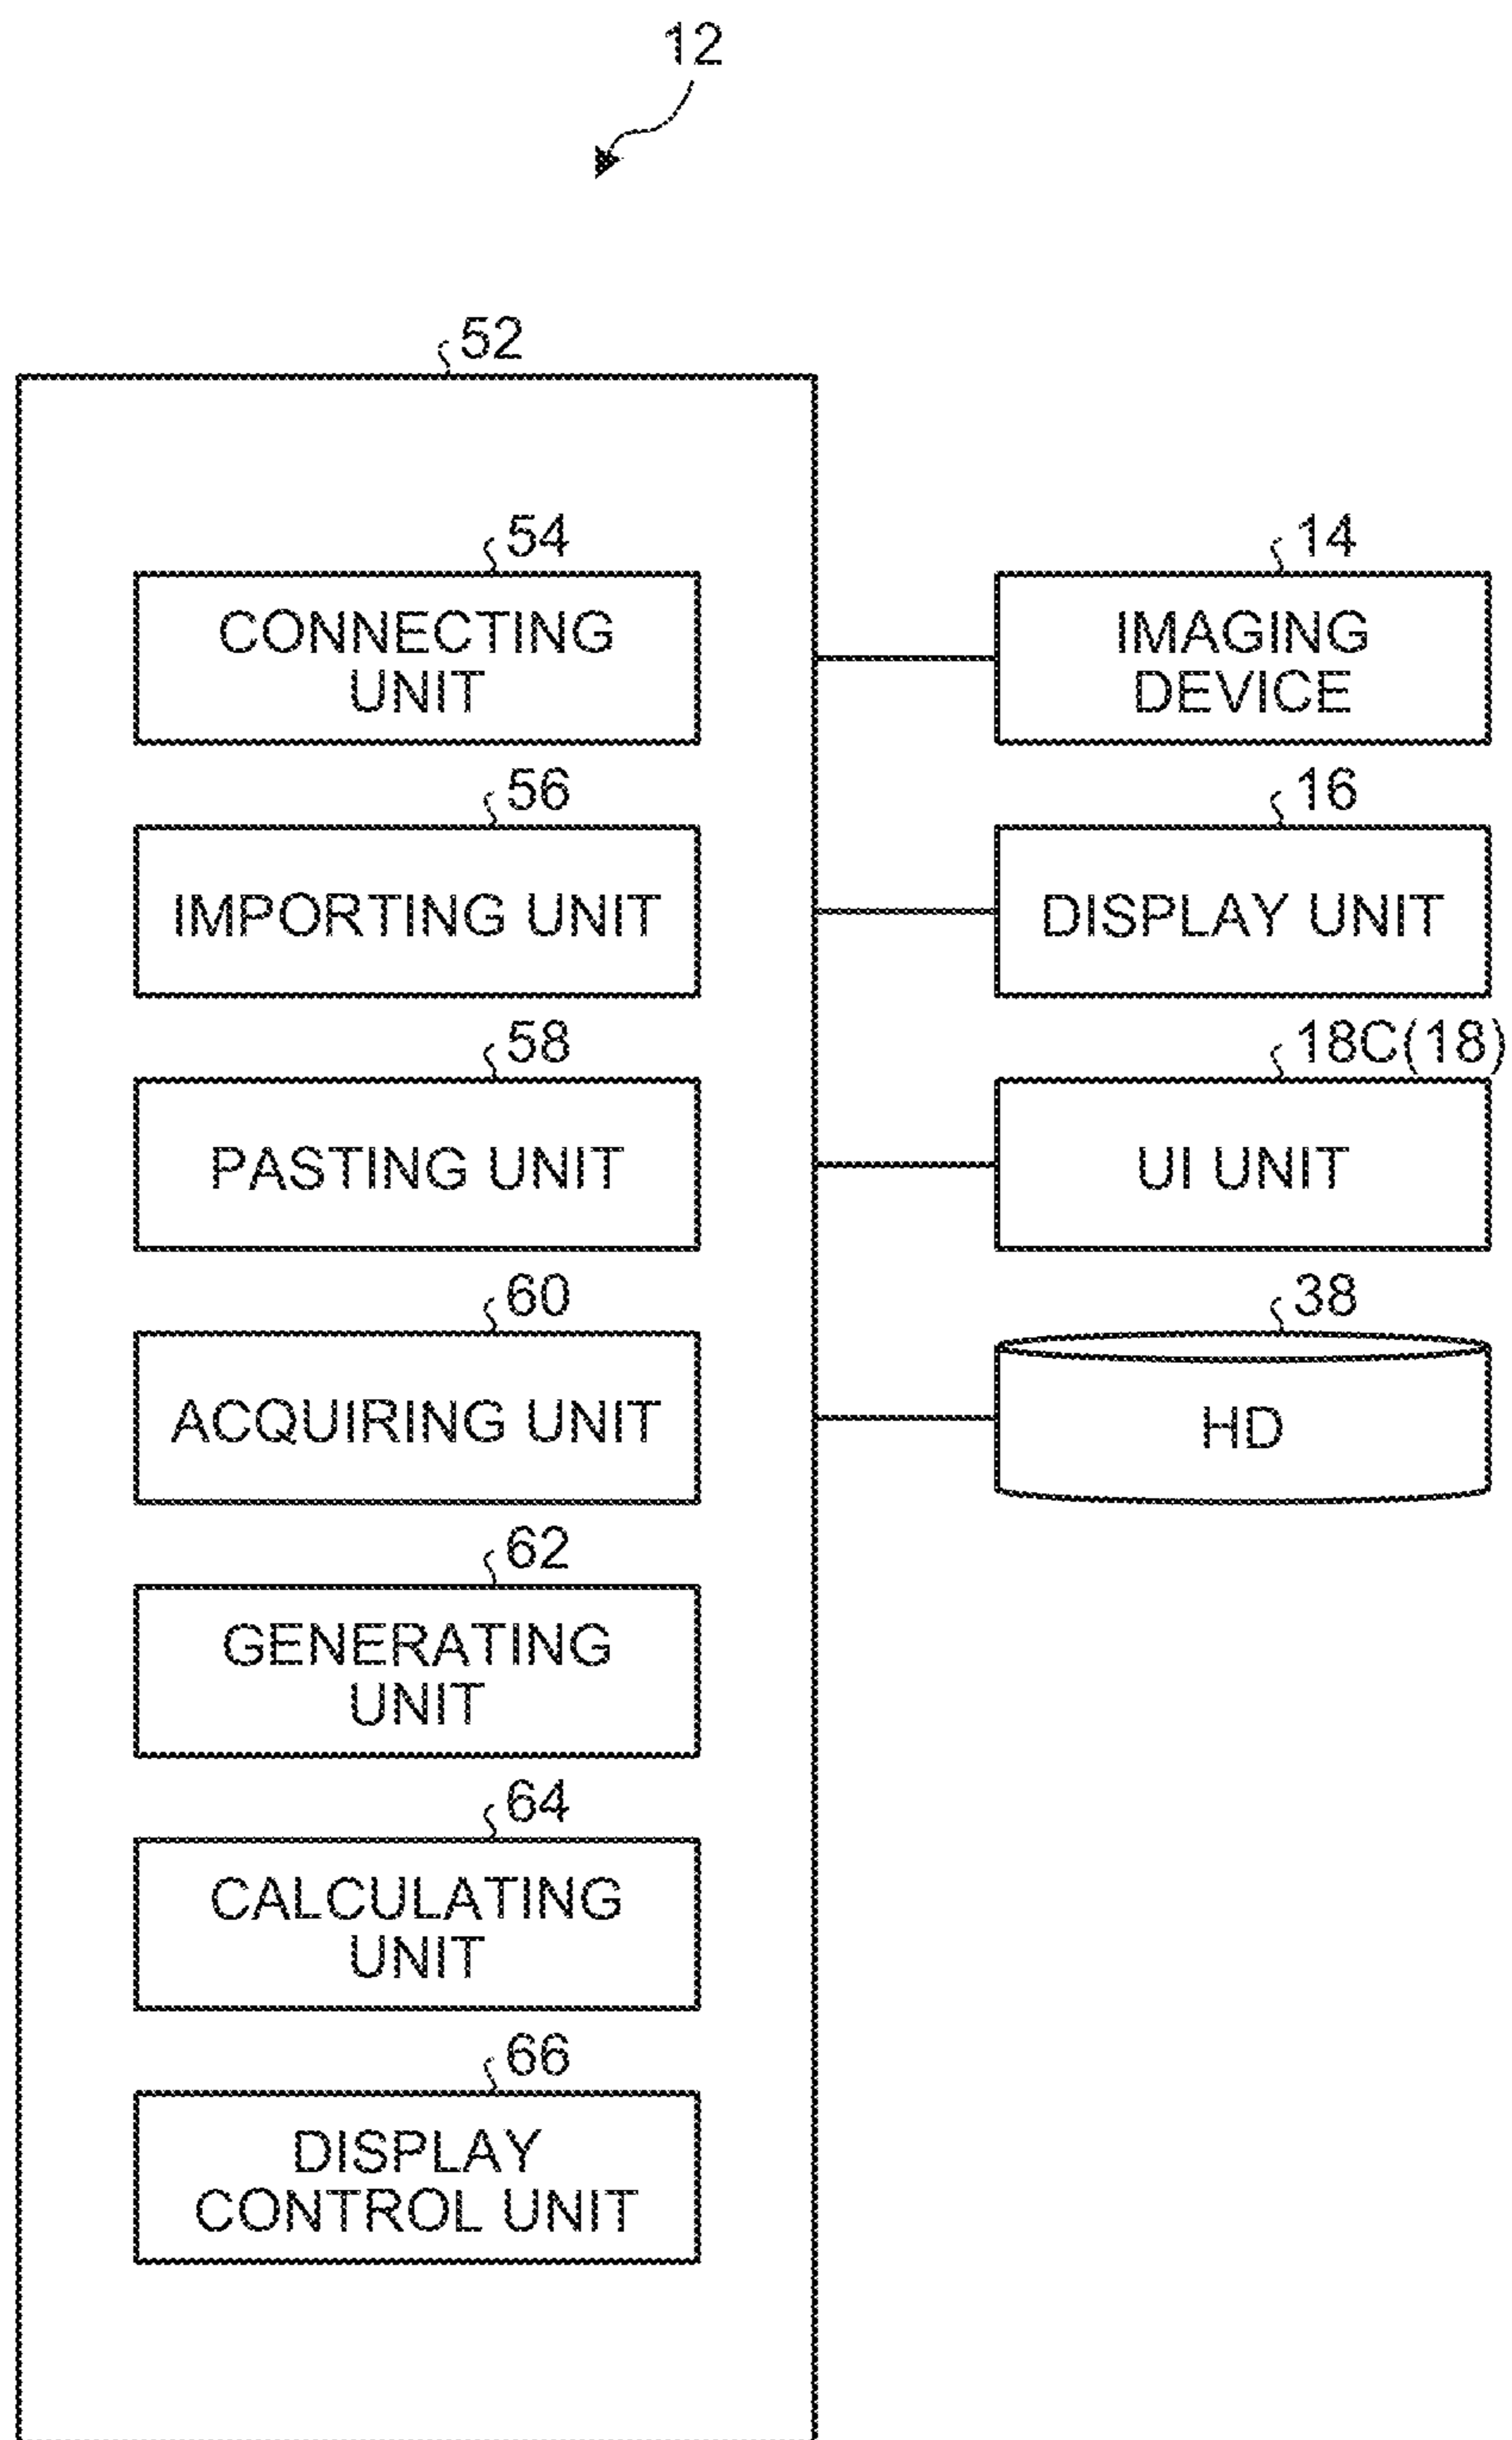 12
52
54
CONNECTING
UNIT
56
IMPORTING UNIT
58
PASTING UNIT
60
ACQUIRING UNIT
62
GENERATING
UNIT
64
CALCULATING
UNIT
66
DISPLAY
CONTROL UNIT
14
IMAGING
DEVICE
16
DISPLAY UNIT
18C(18)
UI UNIT
38
HD